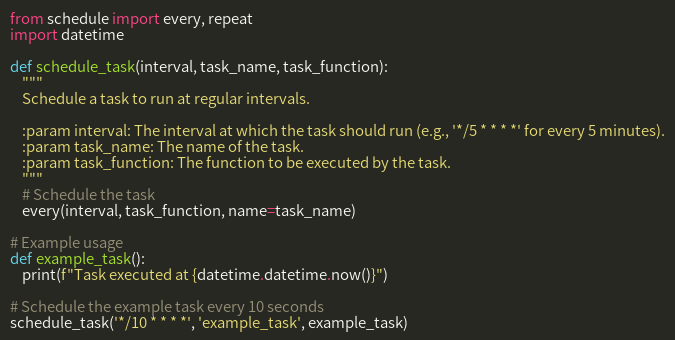 from schedule import every, repeat
import datetime
def schedule_task(interval, task_name, task_function):
"""
Schedule a task to run at regular intervals.
:param interval: The interval at which the task should run (e.g., '*/5 * * * *' for every 5 minutes).
:param task_name: The name of the task.
:param task_function: The function to be executed by the task.
"""
# Schedule the task
every(interval, task_function, name=task_name)
# Example usage
def example_task():
print(f"Task executed at {datetime.datetime.now()}")
# Schedule the example task every 10 seconds
schedule_task('*/10 * * * *', 'example_task', example_task)